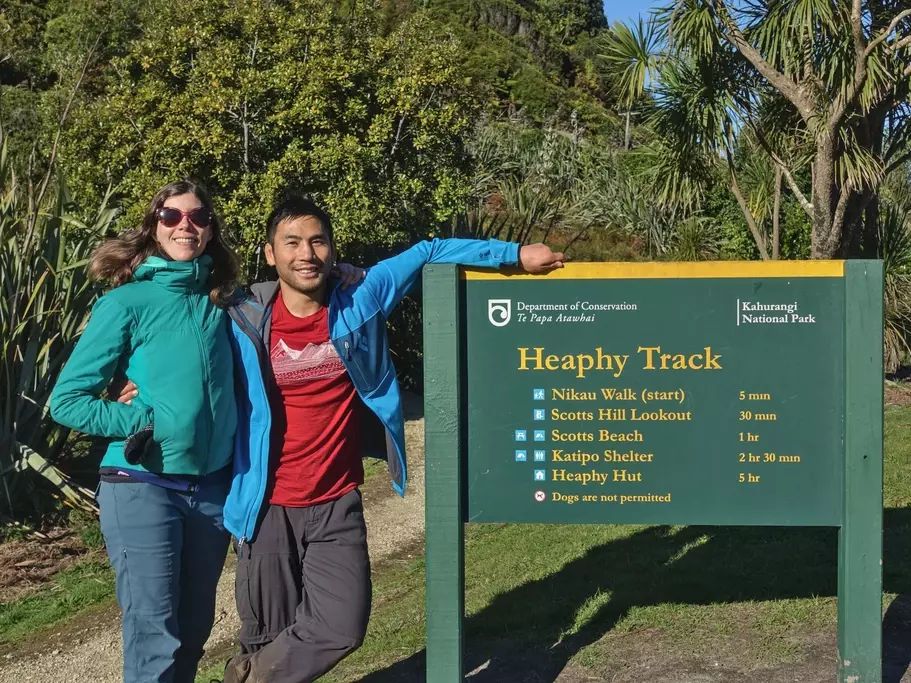 Department of Conservation
Te Papa Atawhai
Kahurangi
National Park
Heaphy Track
Nikau Walk (start) 5 min
Scotts Hill Lookout 30 min
Scotts Beach 1 hr
Katipo Shelter 2 hr 30 min
Heaphy Hut 5 hr
Dogs are not permitted